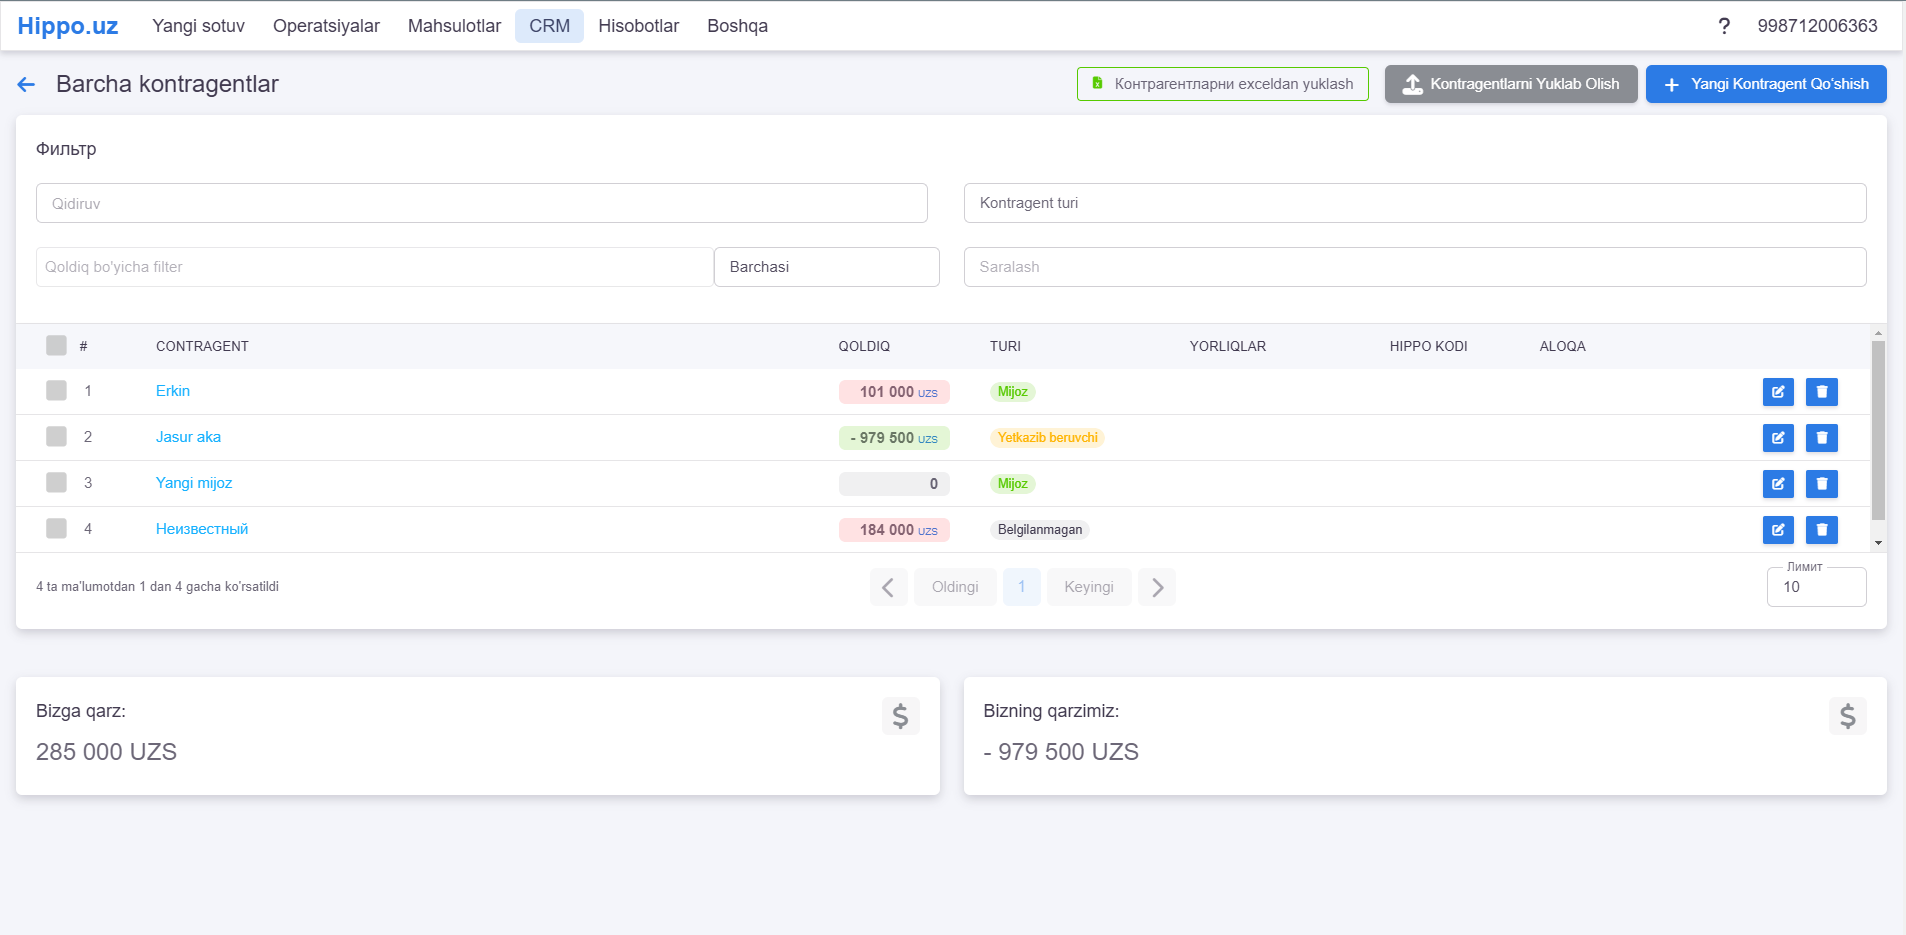 Hippo.uz Yangi sotuv Operatsiyalar Mahsulotlar CRM Hisobotlar Boshqa ? 998712006363
Barcha kontragentlar Контрагентларни exceldan yuklash Kontragentlarni Yuklab Olish + Yangi Kontragent Qo'shish
Фильтр
Qidiruv Kontragent turi
Qoldiq bo'yicha filter Barchasi Saralash
# CONTRAGENT QOLDIQ TURI YORLIQLAR HIPPO KODI ALOQA
1 Erkin 101 000 UZS Mijoz
2 Jasur aka - 979 500 UZS Yetkazib beruvchi
3 Yangi mijoz 0 Mijoz
4 Неизвестный 184 000 UZS Belgilanmagan
4 ta ma'lumotdan 1 dan 4 gacha ko'rsatildi Oldingi 1 Keyingi Лимит
10
Bizga qarz: $ Bizning qarzimiz: $
285 000 UZS - 979 500 UZS